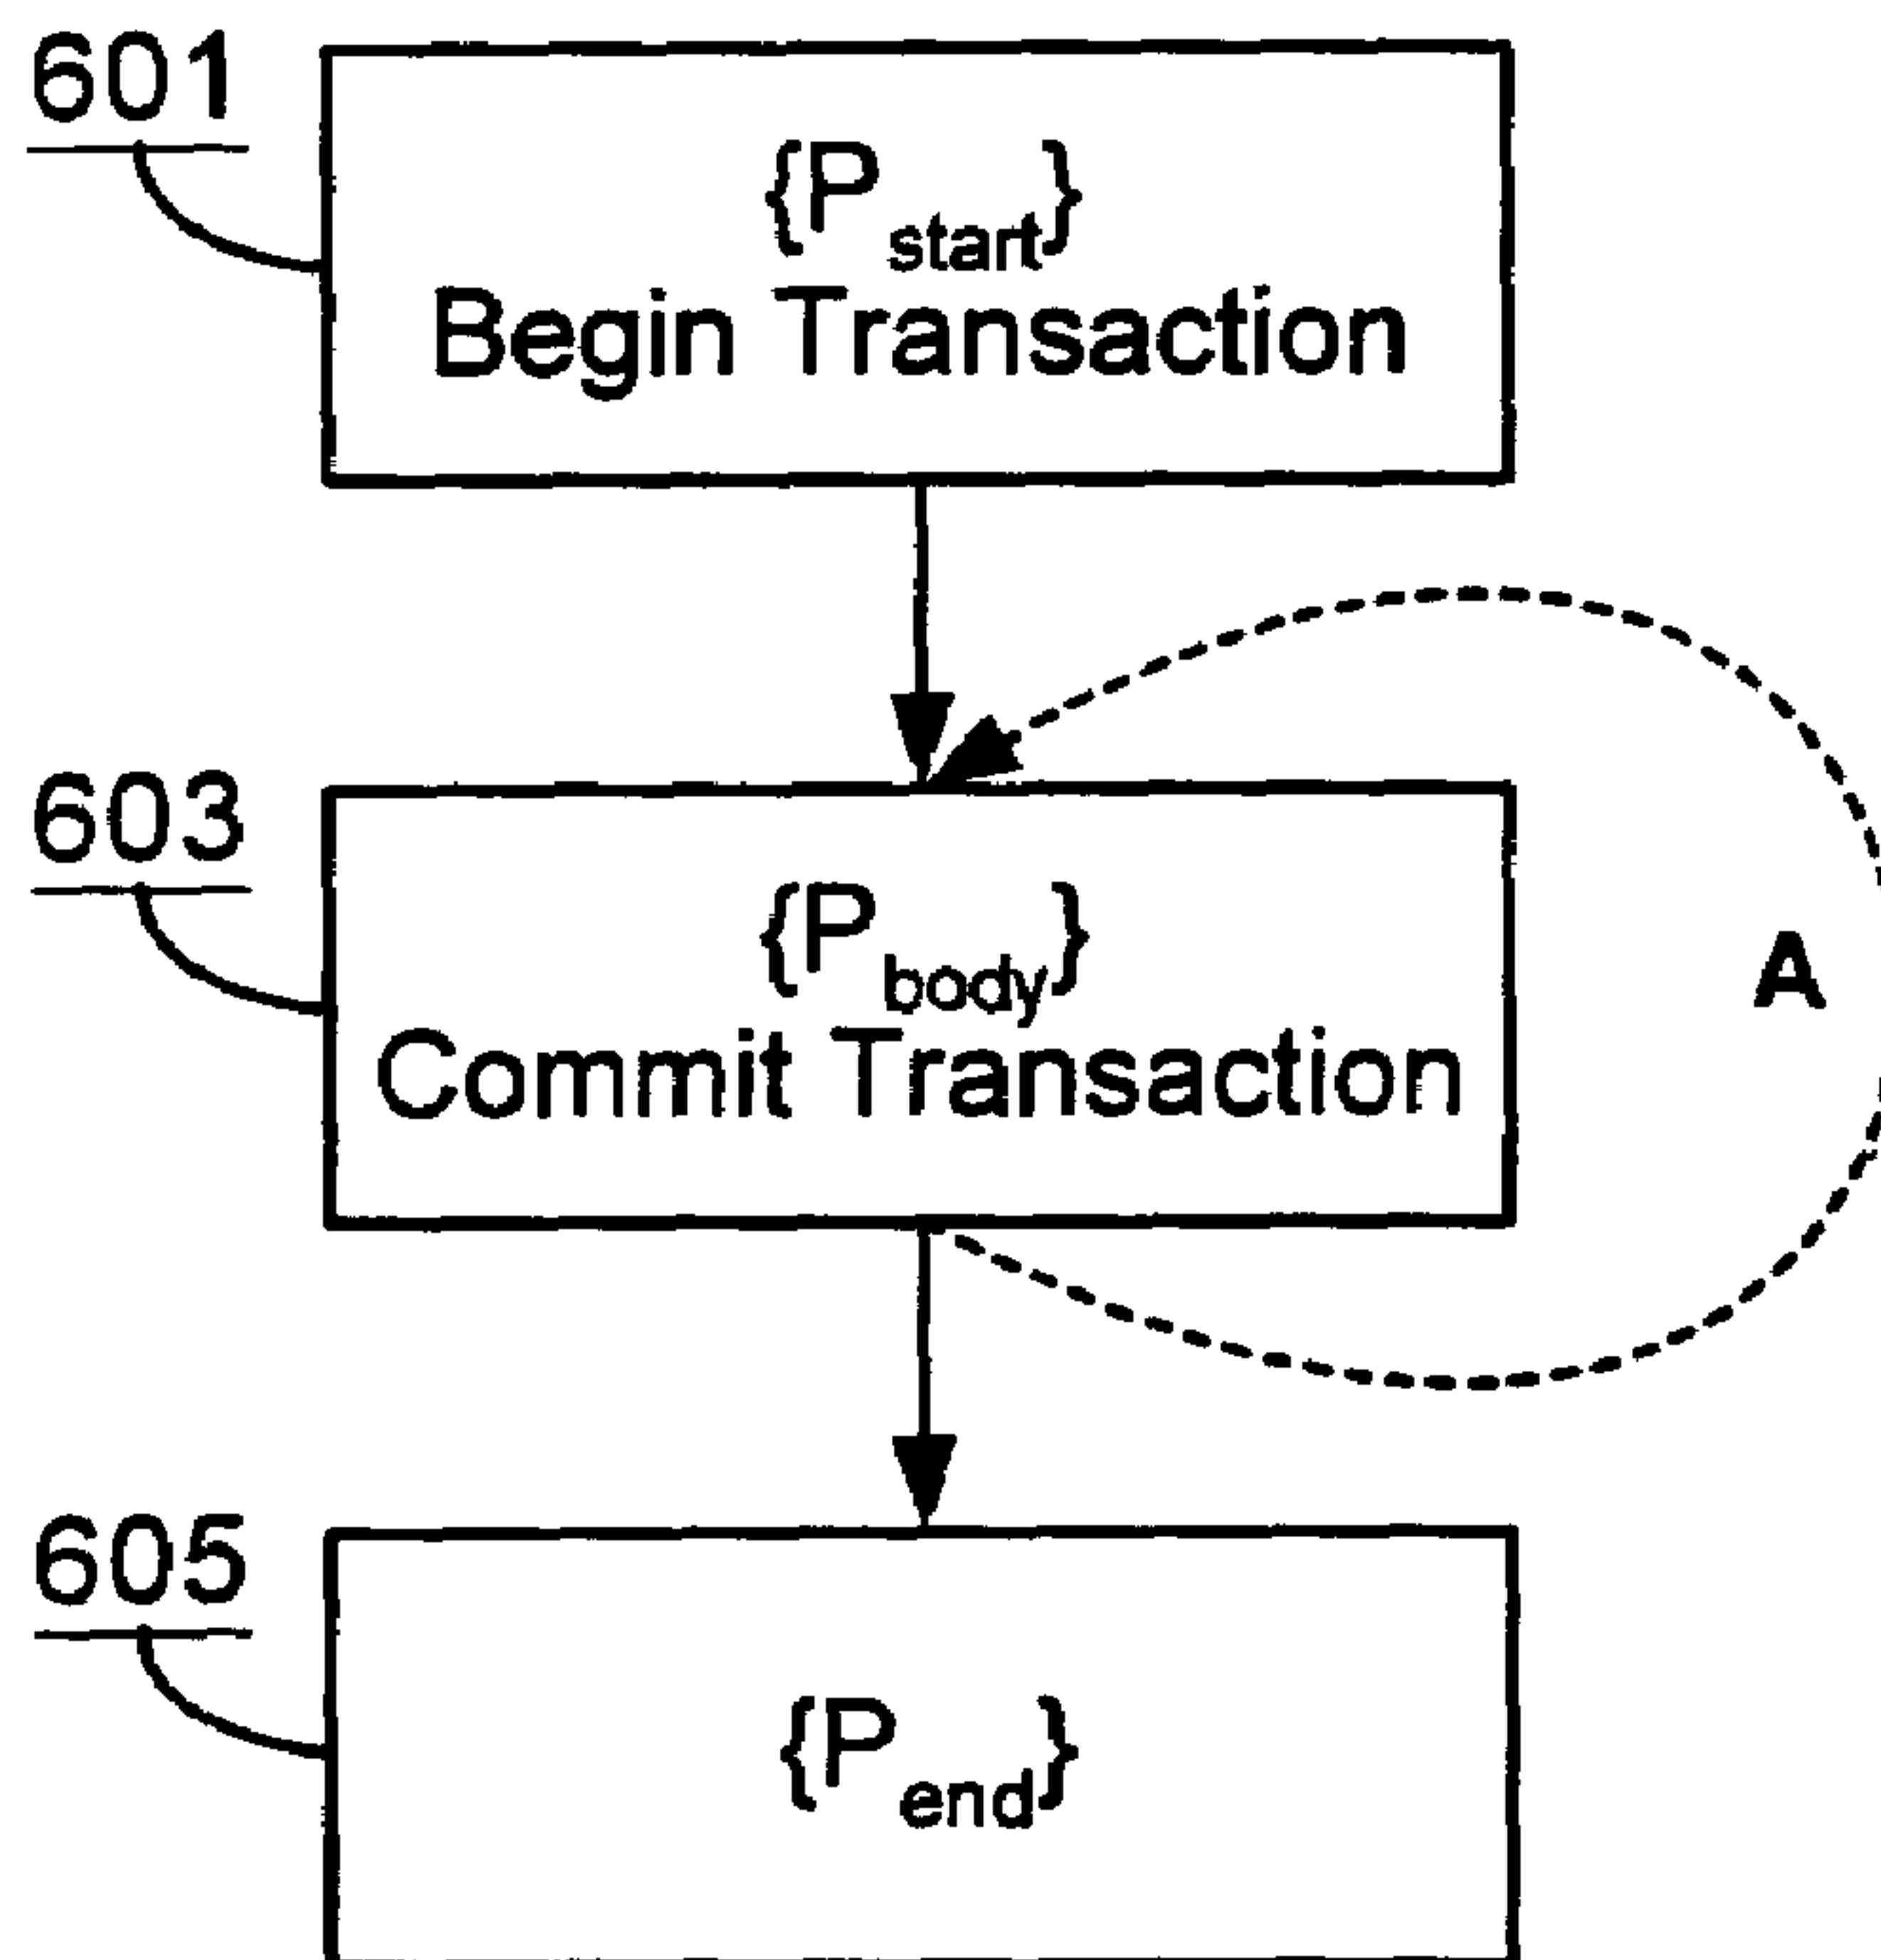 601
{P_start}
Begin Transaction
603
{P_body}
A
Commit Transaction
605
{P_end}